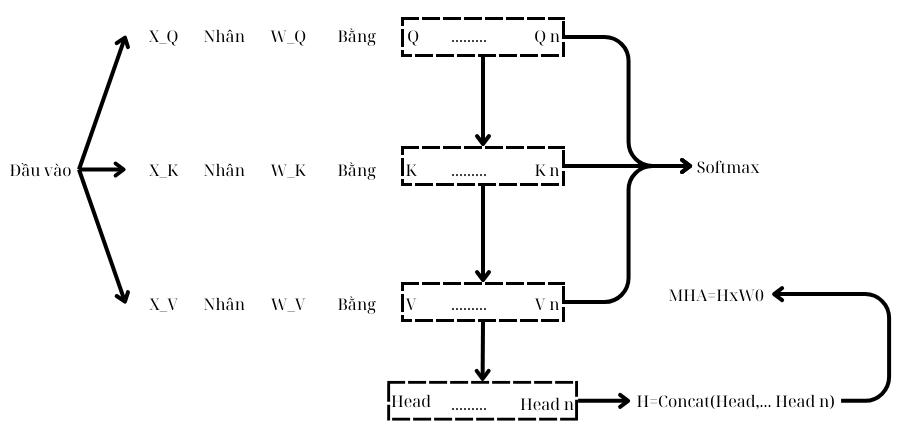 X_Q Nhân W_Q Bằng Q ......... Q n
Đầu vào X_K Nhân W_K Bằng K ......... K n Softmax
X_V Nhân W_V Bằng V ......... V n
MHA=HxW0
Head ......... Head n H=Concat(Head,... Head n)